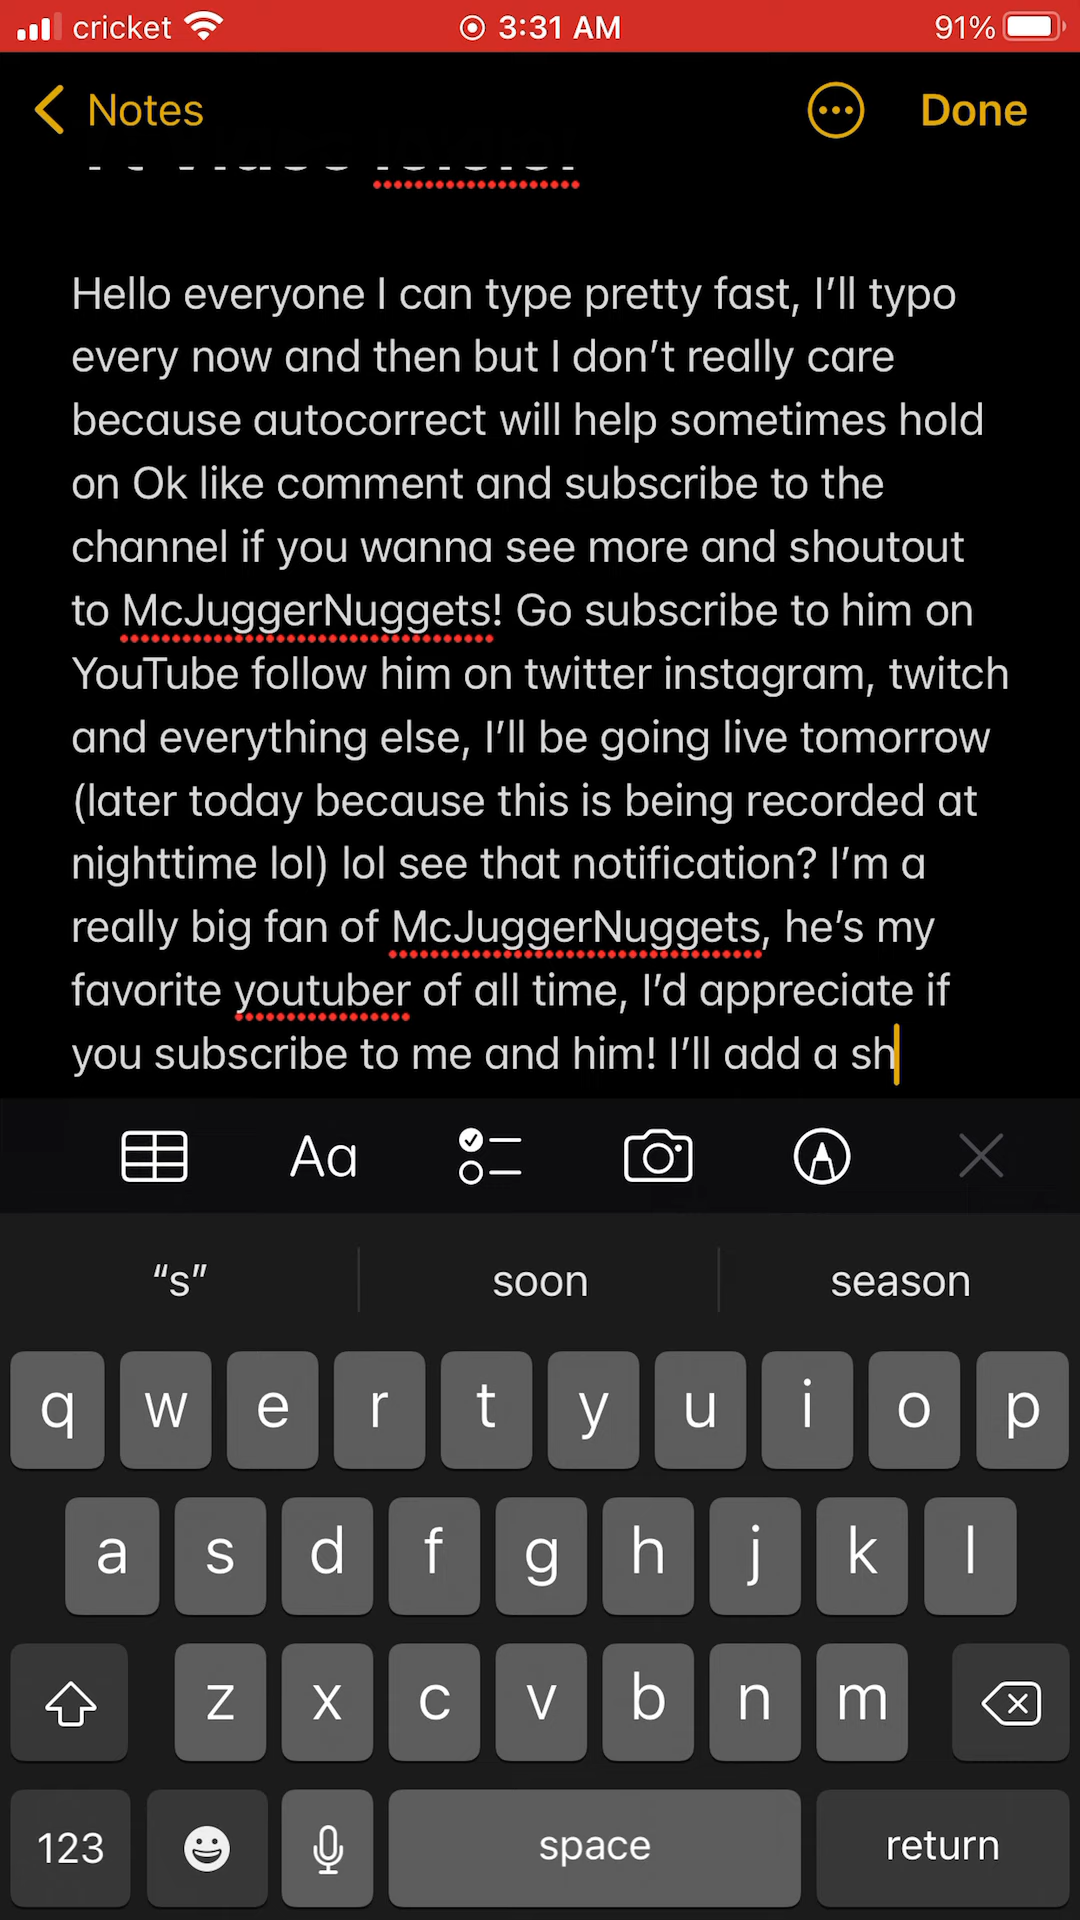 cricket 3:31 AM 91%
Notes Done
Hello everyone I can type pretty fast, I’ll typo
every now and then but I don’t really care
because autocorrect will help sometimes hold
on Ok like comment and subscribe to the
channel if you wanna see more and shoutout
to McJuggerNuggets! Go subscribe to him on
YouTube follow him on twitter instagram, twitch
and everything else, I’ll be going live tomorrow
(later today because this is being recorded at
nighttime lol) lol see that notification? I’m a
really big fan of McJuggerNuggets, he’s my
favorite youtuber of all time, I’d appreciate if
you subscribe to me and him! I’ll add a sh
Aa
“s” soon season
q w e r t y u i o p
a s d f g h j k l
z x c v b n m
123 space return